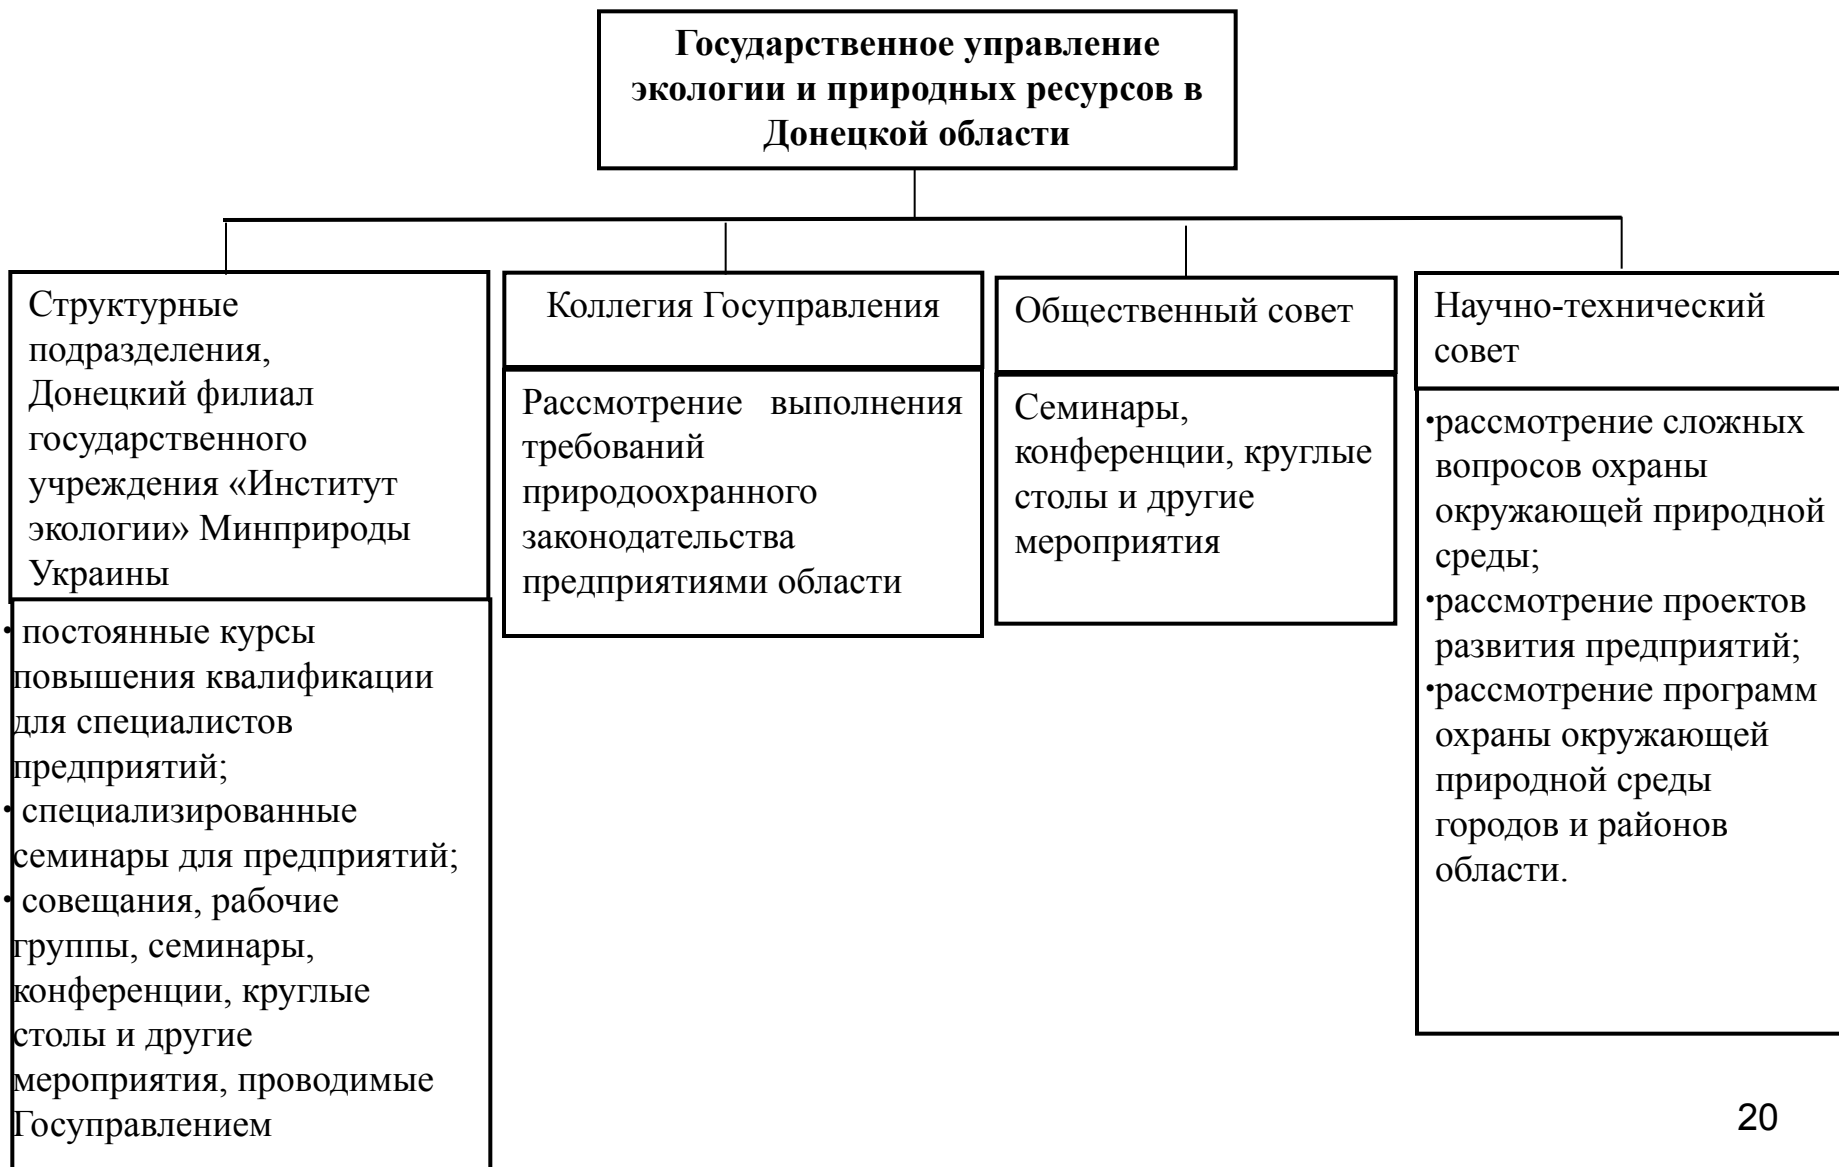 Государственное управление
экологии и природных ресурсов в
Донецкой области
Структурные
подразделения,
Донецкий филиал
государственного
учреждения «Институт
экологии» Минприроды
Украины
• постоянные курсы
повышения квалификации
для специалистов
предприятий;
• специализированные
семинары для предприятий;
• совещания, рабочие
группы, семинары,
конференции, круглые
столы и другие
мероприятия, проводимые
Госуправлением
Коллегия Госуправления
Рассмотрение выполнения
требований
природоохранного
законодательства
предприятиями области
Общественный совет
Семинары,
конференции, круглые
столы и другие
мероприятия
Научно-технический
совет
•рассмотрение сложных
вопросов охраны
окружающей природной
среды;
•рассмотрение проектов
развития предприятий;
•рассмотрение программ
охраны окружающей
природной среды
городов и районов
области.
20